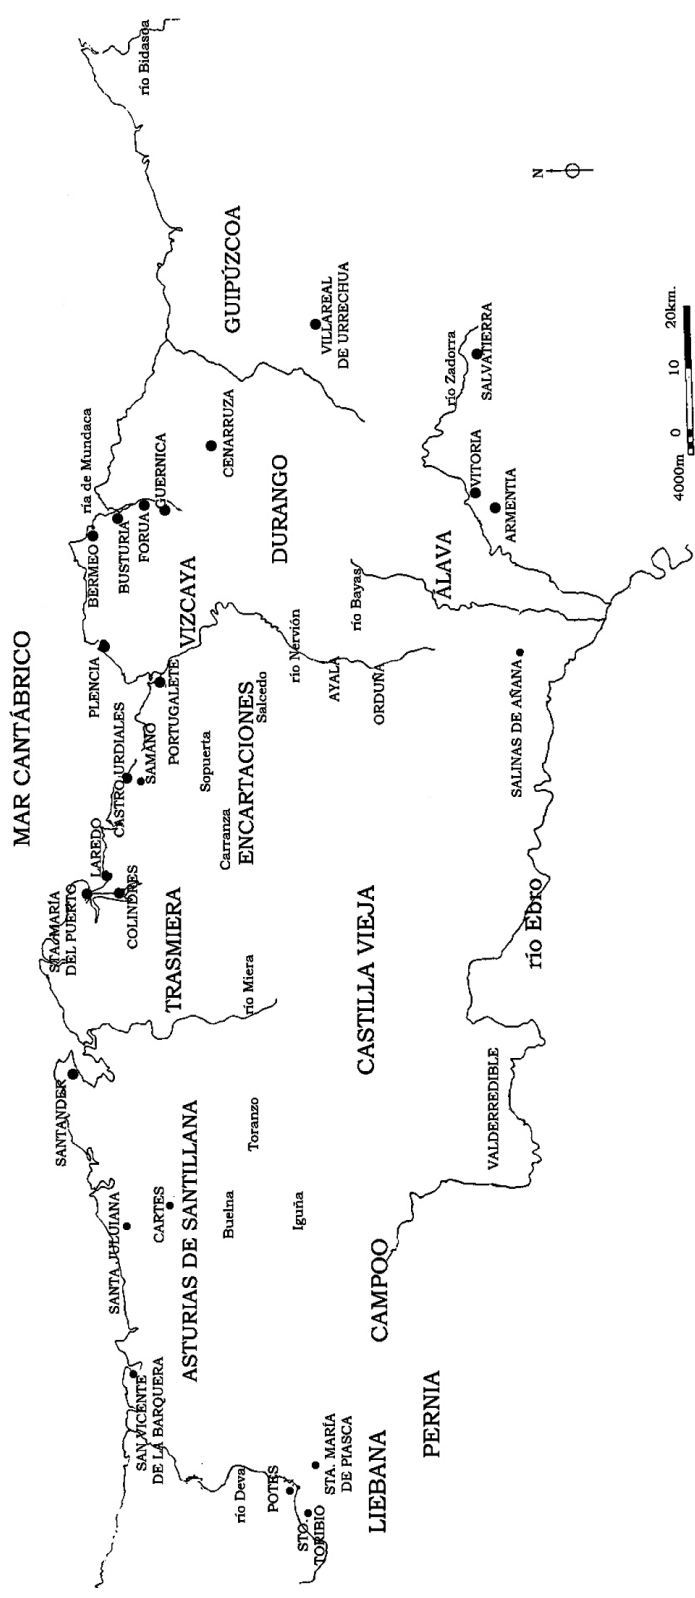 MAR CANTÁBRICO
SAN VICENTE
DE LA BARQUERA
SANTA JULUIANA
CARTES
SANTANDER
STA. MARÍA
DEL PUERTO
LAREDO
COLINDRES
CASTRO URDIALES
SAMANO
PORTUGALETE
PLENCIA
BERMEO
BUSTURIA
FORUA
GUERNICA
ría de Mundaca
CENARRUZA
río Bidasoa
GUIPÚZCOA
VILLAREAL
DE URRECHUA
VIZCAYA
DURANGO
ENCARTACIONES
Carranza
Sopuerta
Salcedo
río Nervión
AYALA
ORDUÑA
río Bayas
ÁLAVA
VITORIA
ARMENTIA
río Zadorra
SALVATIERRA
SALINAS DE AÑANA
TRASMIERA
río Miera
ASTURIAS DE SANTILLANA
Toranzo
Buelna
Iguña
CASTILLA VIEJA
río Ebro
VALDERREDIBLE
CAMPOO
PERNIA
LIEBANA
río Deva
POTES
STO.
TORIBIO
STA. MARÍA
DE PIASCA
N
4000m 0 10 20km.